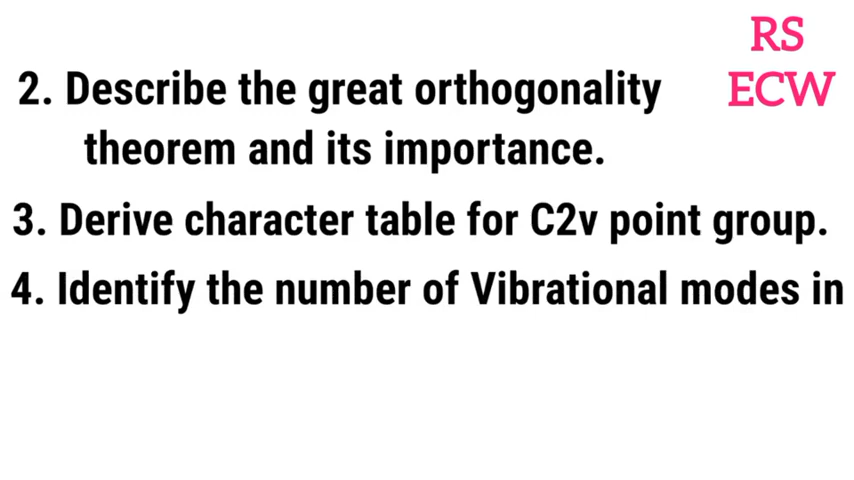 RS
ECW
2. Describe the great orthogonality
theorem and its importance.
3. Derive character table for C2v point group.
4. Identify the number of Vibrational modes in